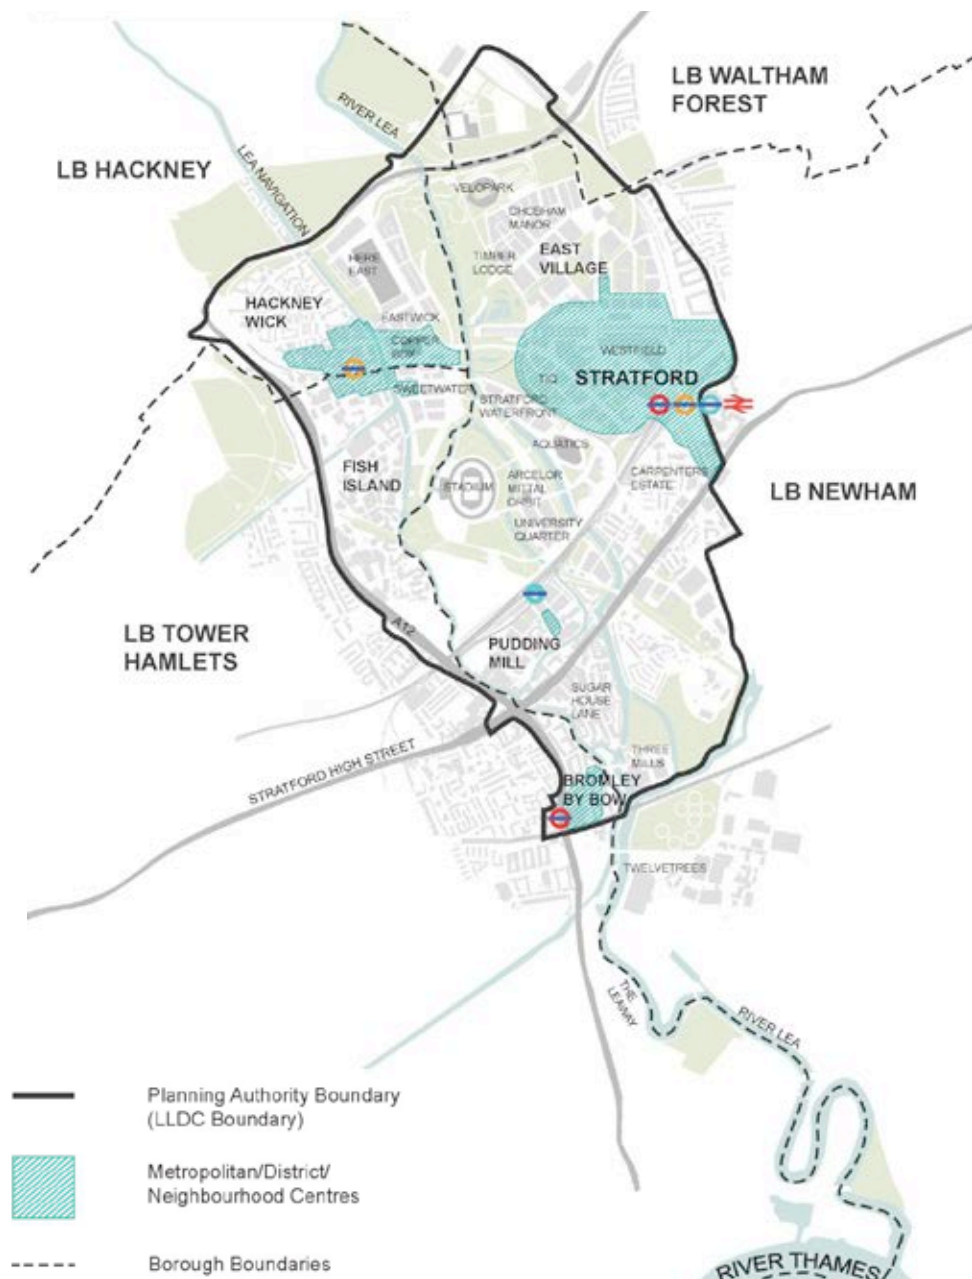 LB WALTHAM
FOREST
RIVER LEA
LB HACKNEY
LEA NAVIGATION
VELOPARK
CHOBHAM
MANOR
EAST
VILLAGE
TIMBER
LODGE
HERE
EAST
HACKNEY
WICK
EASTWICK
COPPER
BOX
WESTFIELD
TIQ
STRATFORD
SWEETWATER
STRATFORD
WATERFRONT
AQUATICS
FISH
ISLAND
STADIUM
ARCELOR
MITTAL
ORBIT
CARPENTERS
ESTATE
LB NEWHAM
UNIVERSITY
QUARTER
LB TOWER
HAMLETS
A12
PUDDING
MILL
SUGAR
HOUSE
LANE
STRATFORD HIGH STREET
THREE
MILLS
BROMLEY
BY BOW
TWELVETREES
THE
LEAWAY
RIVER LEA
Planning Authority Boundary
(LLDC Boundary)
Metropolitan/District/
Neighbourhood Centres
Borough Boundaries
RIVER THAMES